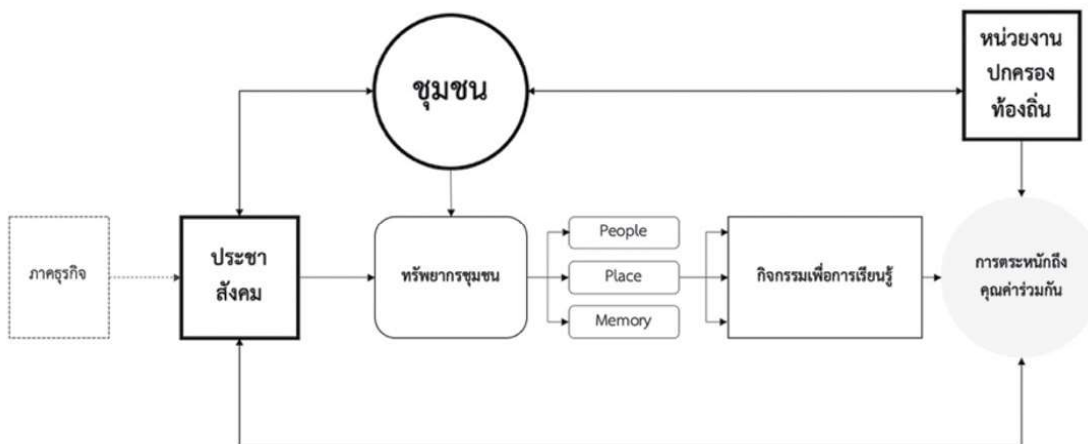 ชุมชน
หน่วยงาน
ปกครอง
ท้องถิ่น
ภาคธุรกิจ
ประชา
สังคม
ทรัพยากรชุมชน
People
Place
Memory
กิจกรรมเพื่อการเรียนรู้
การตระหนักถึง
คุณค่าร่วมกัน